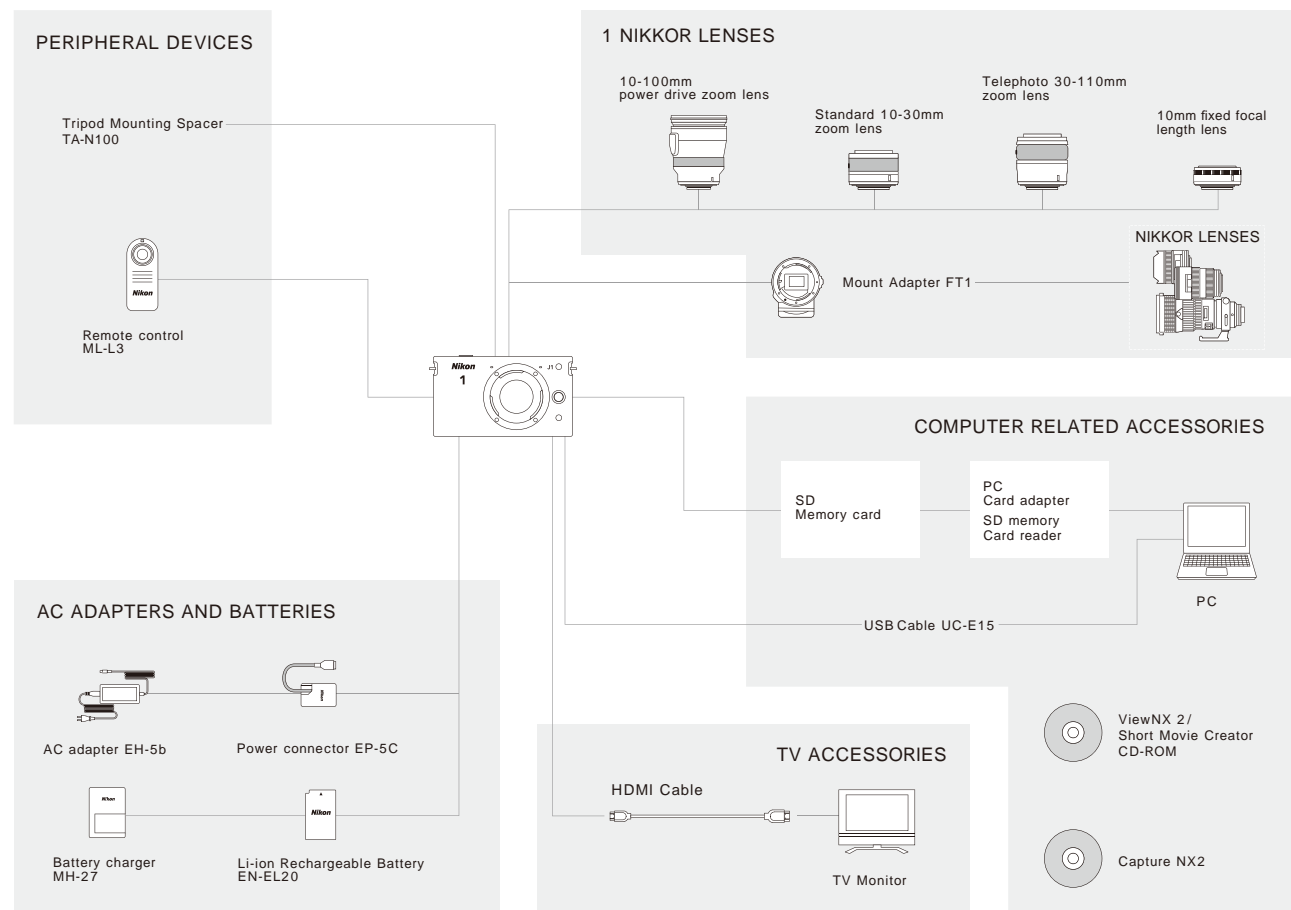 PERIPHERAL DEVICES
Tripod Mounting Spacer
TA-N100
Nikon
Remote control
ML-L3
1 NIKKOR LENSES
10-100mm
power drive zoom lens
Standard 10-30mm
zoom lens
Telephoto 30-110mm
zoom lens
10mm fixed focal
length lens
NIKKOR LENSES
Mount Adapter FT1
Nikon
1
J1
COMPUTER RELATED ACCESSORIES
SD
Memory card
PC
Card adapter
SD memory
Card reader
PC
USB Cable UC-E15
ViewNX 2/
Short Movie Creator
CD-ROM
Capture NX2
AC ADAPTERS AND BATTERIES
Nikon
AC adapter EH-5b
Power connector EP-5C
Nikon
Nikon
Battery charger
MH-27
Li-ion Rechargeable Battery
EN-EL20
TV ACCESSORIES
HDMI Cable
TV Monitor